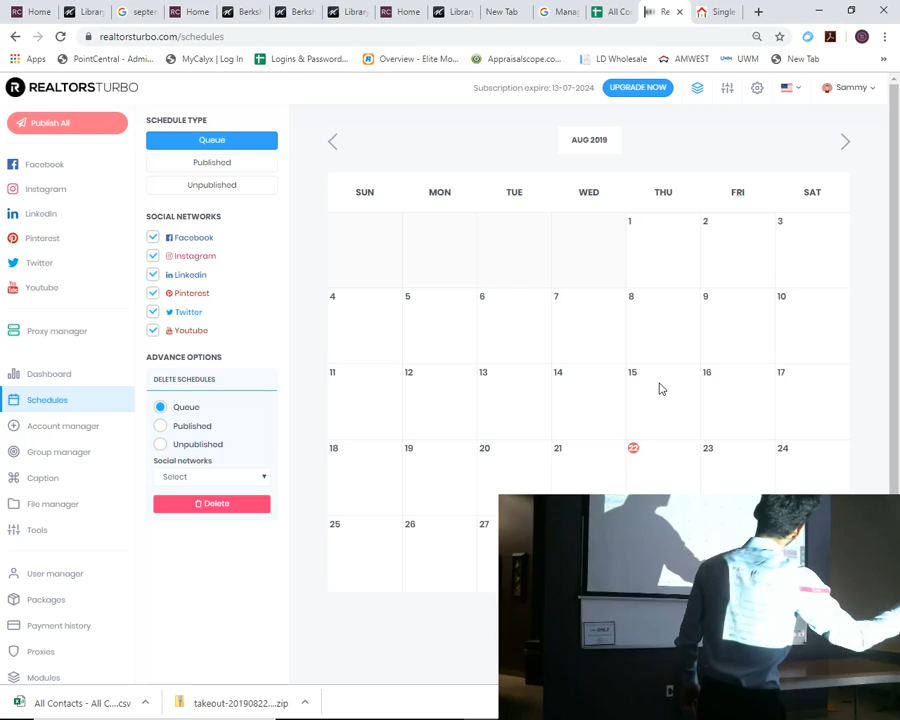 Home
Library
septe
Home
Berksh
Berksh
Library
Home
Library
New Tab
Mana
All Co
Re
Single
realtorsturbo.com/schedules
Apps
PointCentral - Admi...
MyCalyx | Log In
Logins & Password...
Overview - Elite Mo...
Appraisalscope.co...
LD Wholesale
AMWEST
UWM
New Tab
»
REALTORSTURBO
Subscription expire: 13-07-2024
UPGRADE NOW
Sammy
Publish All
Facebook
Instagram
LinkedIn
Pinterest
Twitter
Youtube
Proxy manager
Dashboard
Schedules
Account manager
Group manager
Caption
File manager
Tools
User manager
Packages
Payment history
Proxies
Modules
SCHEDULE TYPE
Queue
Published
Unpublished
SOCIAL NETWORKS
Facebook
Instagram
Linkedin
Pinterest
Twitter
Youtube
ADVANCE OPTIONS
DELETE SCHEDULES
Queue
Published
Unpublished
Social networks
Select
Delete
AUG 2019
SUN MON TUE WED THU FRI SAT
1 2 3
4 5 6 7 8 9 10
11 12 13 14 15 16 17
18 19 20 21 22 23 24
25 26 27
All Contacts - All C....csv
takeout-20190822....zip